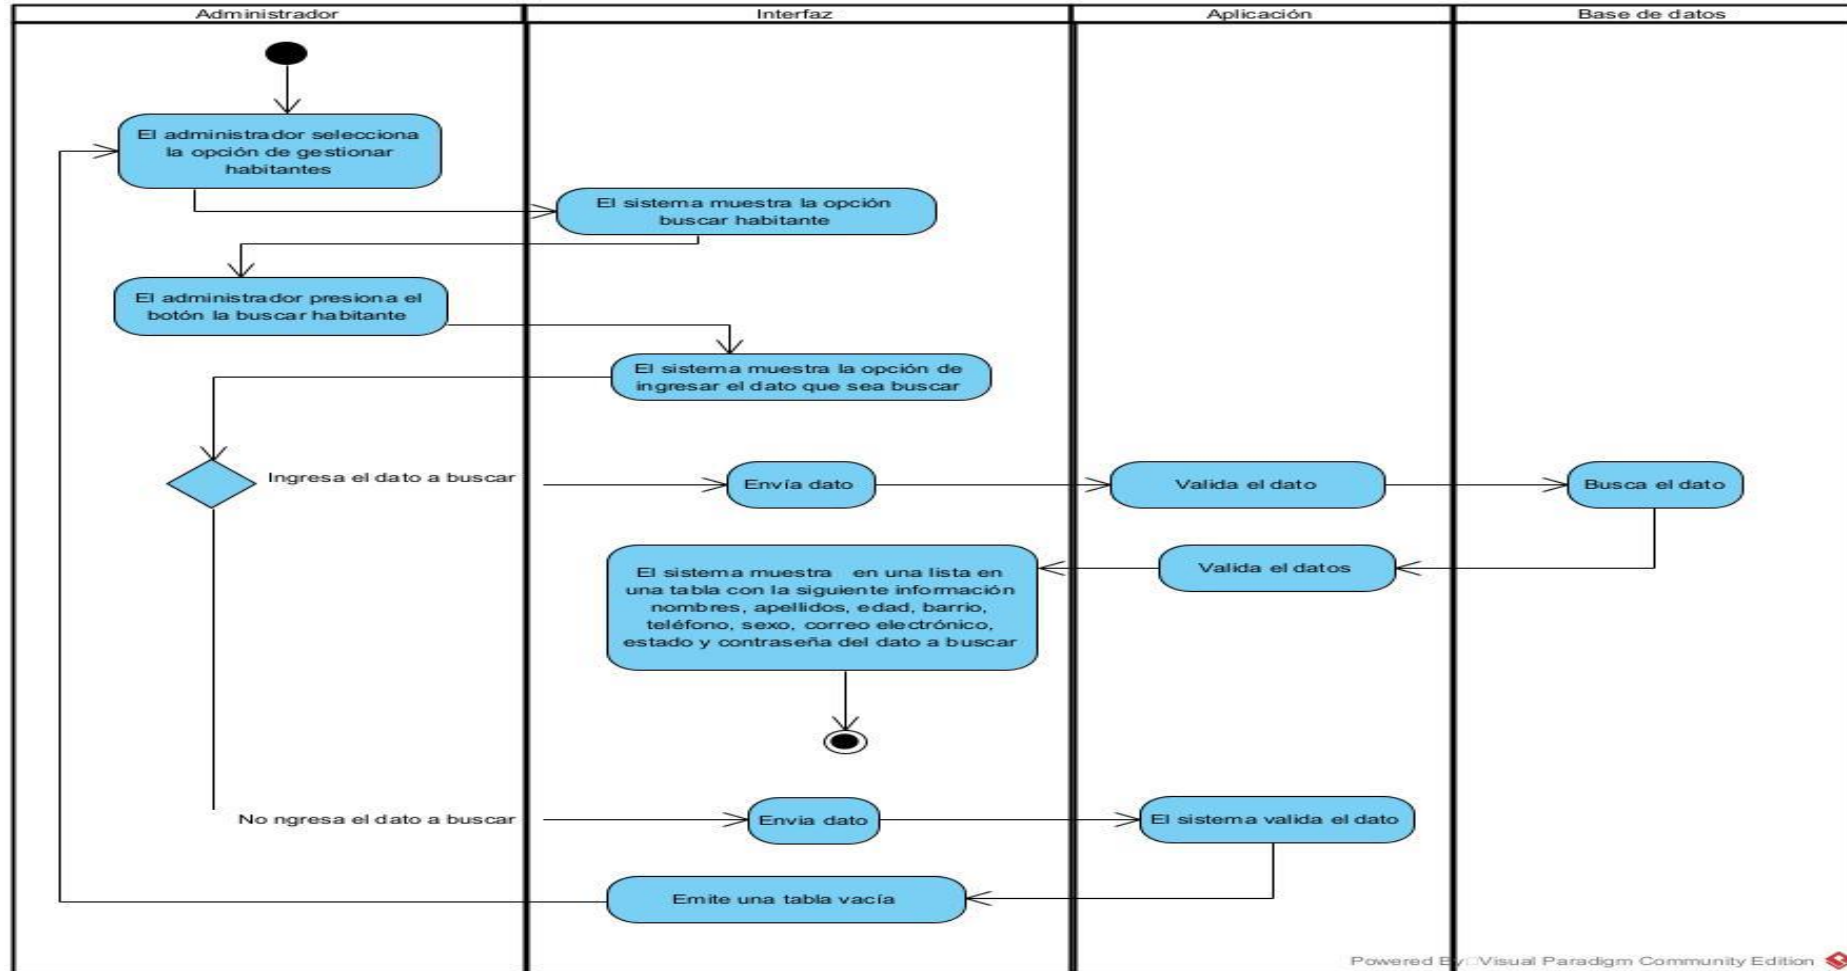 Administrador
Interfaz
Aplicación
Base de datos
El administrador selecciona
la opción de gestionar
habitantes
El sistema muestra la opción
buscar habitante
El administrador presiona el
botón la buscar habitante
El sistema muestra la opción de
ingresar el dato que sea buscar
Ingresa el dato a buscar
Envía dato
Valida el dato
Busca el dato
El sistema muestra en una lista en
una tabla con la siguiente información
nombres, apellidos, edad, barrio,
teléfono, sexo, correo electrónico,
estado y contraseña del dato a buscar
Valida el datos
No ngresa el dato a buscar
Envia dato
El sistema valida el dato
Emite una tabla vacía
Powered By Visual Paradigm Community Edition